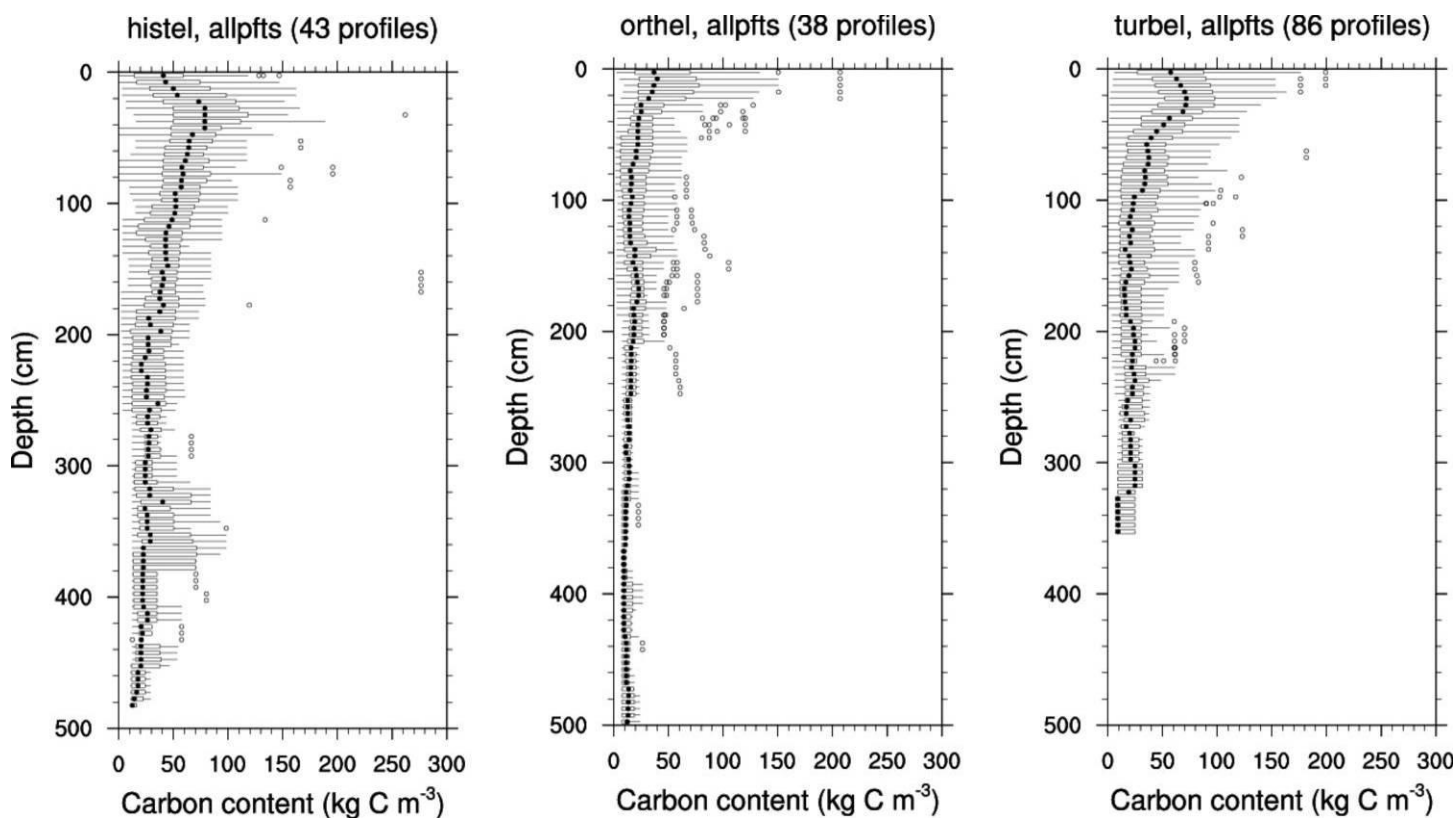 histel, allpfts (43 profiles)
0
100
200
300
400
500
Depth (cm)
0 50 100 150 200 250 300
Carbon content (kg C m⁻³)
orthel, allpfts (38 profiles)
0
100
200
300
400
500
Depth (cm)
0 50 100 150 200 250 300
Carbon content (kg C m⁻³)
turbel, allpfts (86 profiles)
0
100
200
300
400
500
Depth (cm)
0 50 100 150 200 250 300
Carbon content (kg C m⁻³)